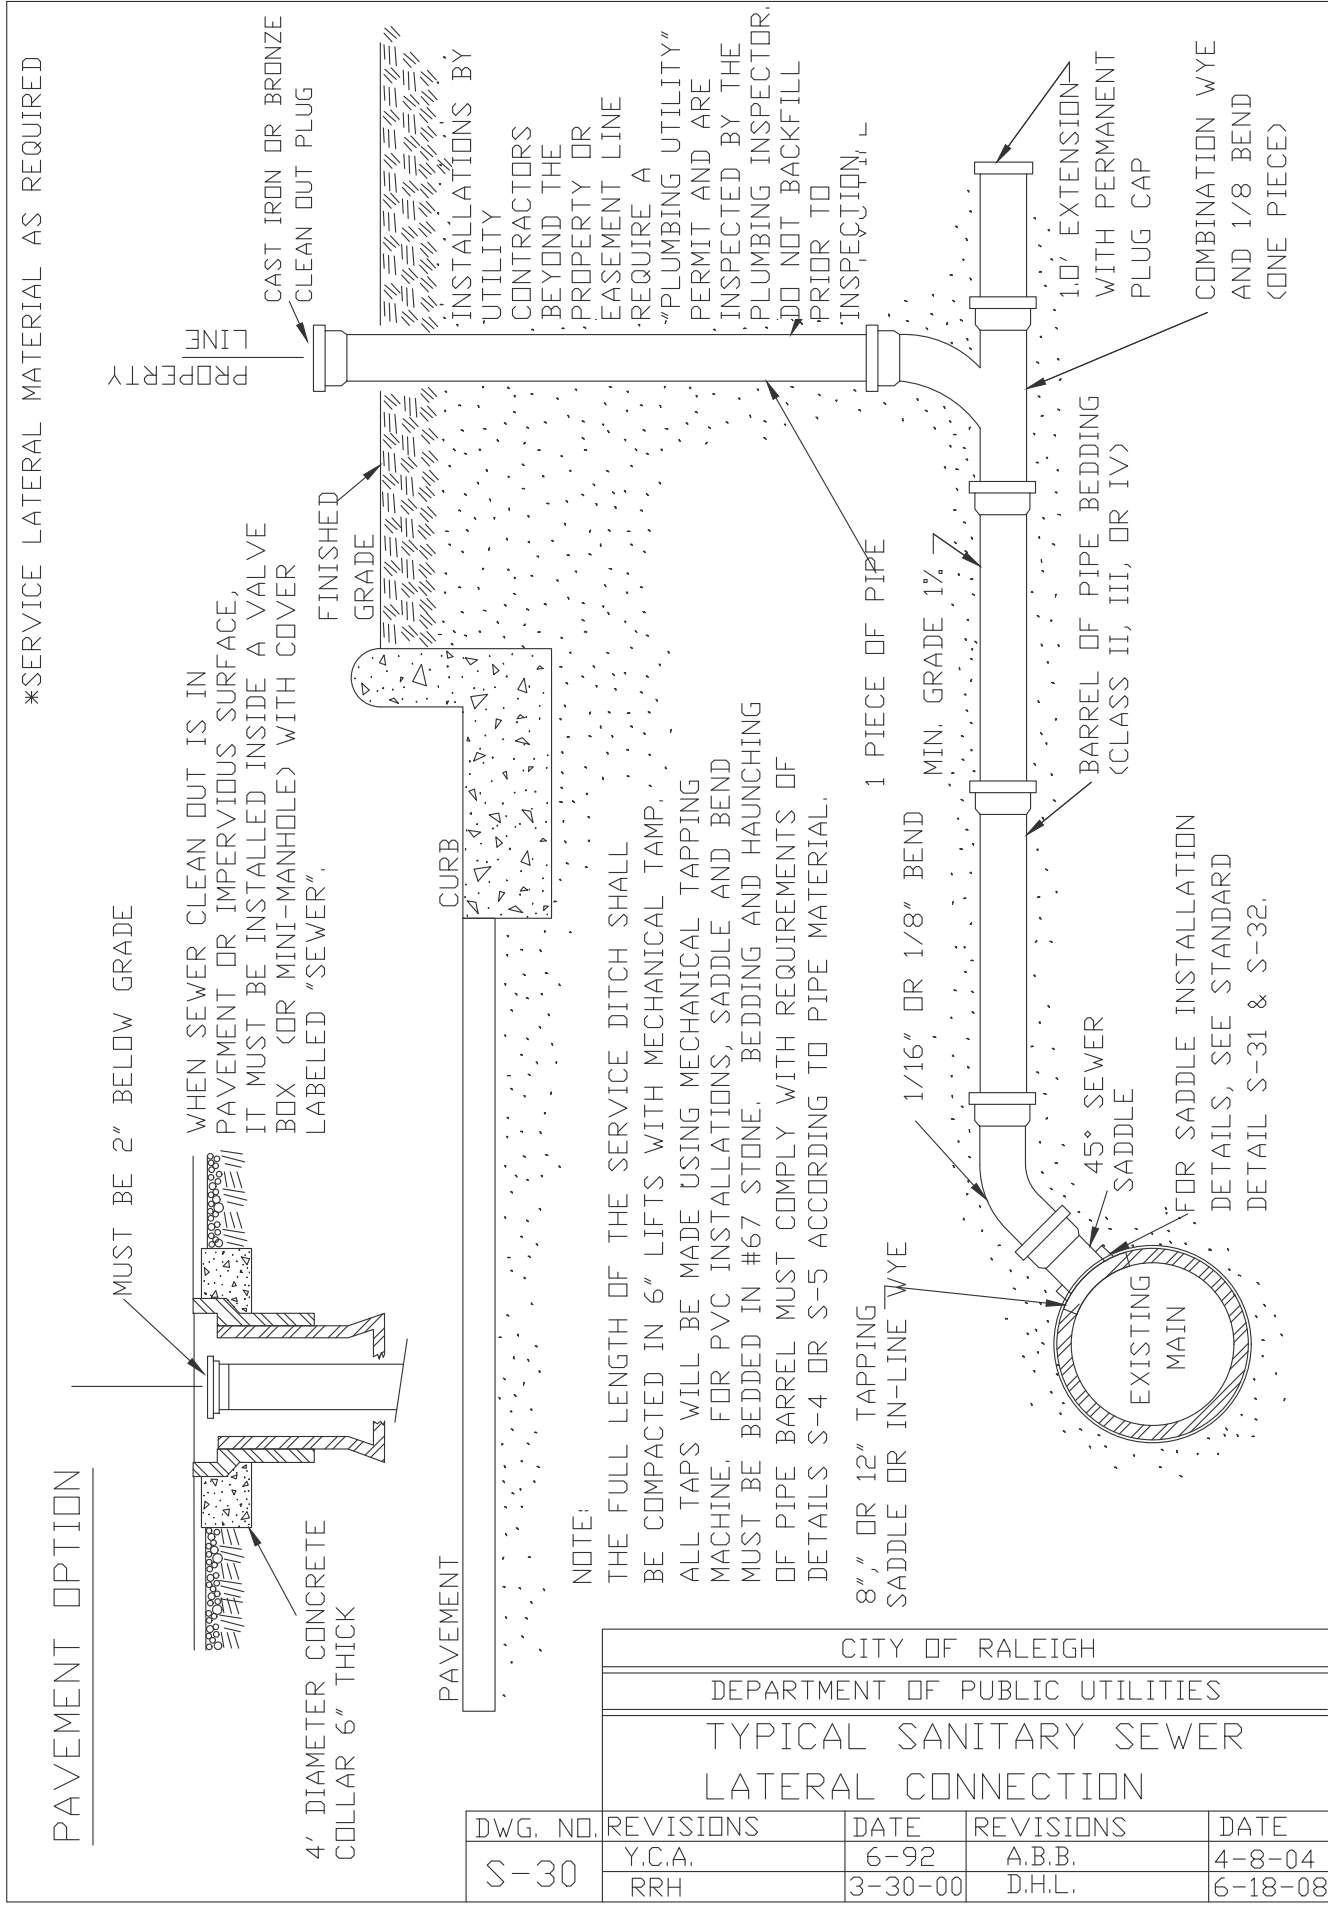 *SERVICE LATERAL MATERIAL AS REQUIRED
PAVEMENT OPTION
MUST BE 2" BELOW GRADE
WHEN SEWER CLEAN OUT IS IN
PAVEMENT OR IMPERVIOUS SURFACE,
IT MUST BE INSTALLED INSIDE A VALVE
BOX (OR MINI-MANHOLE) WITH COVER
LABELED "SEWER".
4' DIAMETER CONCRETE
COLLAR 6" THICK
PROPERTY
LINE
CAST IRON OR BRONZE
CLEAN OUT PLUG
FINISHED
GRADE
CURB
PAVEMENT
INSTALLATIONS BY
UTILITY
CONTRACTORS
BEYOND THE
PROPERTY OR
EASEMENT LINE
REQUIRE A
"PLUMBING UTILITY"
PERMIT AND ARE
INSPECTED BY THE
PLUMBING INSPECTOR.
DO NOT BACKFILL
PRIOR TO
INSPECTION.
NOTE:
THE FULL LENGTH OF THE SERVICE DITCH SHALL
BE COMPACTED IN 6" LIFTS WITH MECHANICAL TAMP.
ALL TAPS WILL BE MADE USING MECHANICAL TAPPING
MACHINE. FOR PVC INSTALLATIONS, SADDLE AND BEND
MUST BE BEDDED IN #67 STONE. BEDDING AND HAUNCHING
OF PIPE BARREL MUST COMPLY WITH REQUIREMENTS OF
DETAILS S-4 OR S-5 ACCORDING TO PIPE MATERIAL.
1 PIECE OF PIPE
MIN. GRADE 1%
8"," OR 12" TAPPING
SADDLE OR IN-LINE WYE
1/16" OR 1/8" BEND
45° SEWER
SADDLE
EXISTING
MAIN
FOR SADDLE INSTALLATION
DETAILS, SEE STANDARD
DETAIL S-31 & S-32.
BARREL OF PIPE BEDDING
(CLASS II, III, OR IV)
1.0' EXTENSION
WITH PERMANENT
PLUG CAP
COMBINATION WYE
AND 1/8 BEND
(ONE PIECE)
CITY OF RALEIGH
DEPARTMENT OF PUBLIC UTILITIES
TYPICAL SANITARY SEWER
LATERAL CONNECTION
DWG. NO. REVISIONS DATE REVISIONS DATE
S-30 Y.C.A. 6-92 A.B.B. 4-8-04
RRH 3-30-00 D.H.L. 6-18-08